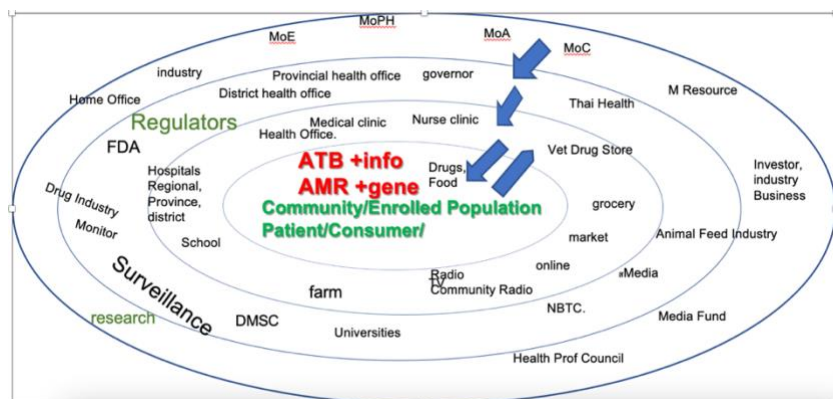 MoPH
MoE
MoA
MoC
industry
Provincial health office
governor
Home Office
District health office
Thai Health
M Resource
Regulators
Medical clinic
Nurse clinic
Health Office.
FDA
Vet Drug Store
ATB +info
Hospitals
Regional,
Province,
district
Drugs,
Food
Investor,
industry
Business
AMR +gene
Drug Industry
Community/Enrolled Population
grocery
Monitor
Patient/Consumer/
School
market
Animal Feed Industry
online
Surveillance
Radio
TV
Community Radio
Media
farm
research
DMSC
NBTC.
Media Fund
Universities
Health Prof Council